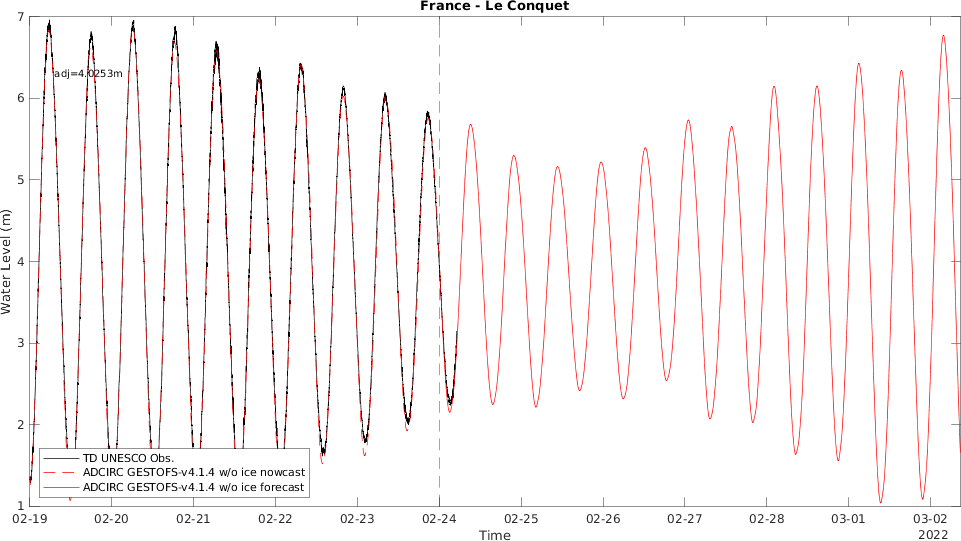 France - Le Conquet
Water Level (m)
7
6
5
4
3
2
1
adj=4.0253m
TD UNESCO Obs.
ADCIRC GESTOFS-v4.1.4 w/o ice nowcast
ADCIRC GESTOFS-v4.1.4 w/o ice forecast
02-19 02-20 02-21 02-22 02-23 02-24 02-25 02-26 02-27 02-28 03-01 03-02
2022
Time